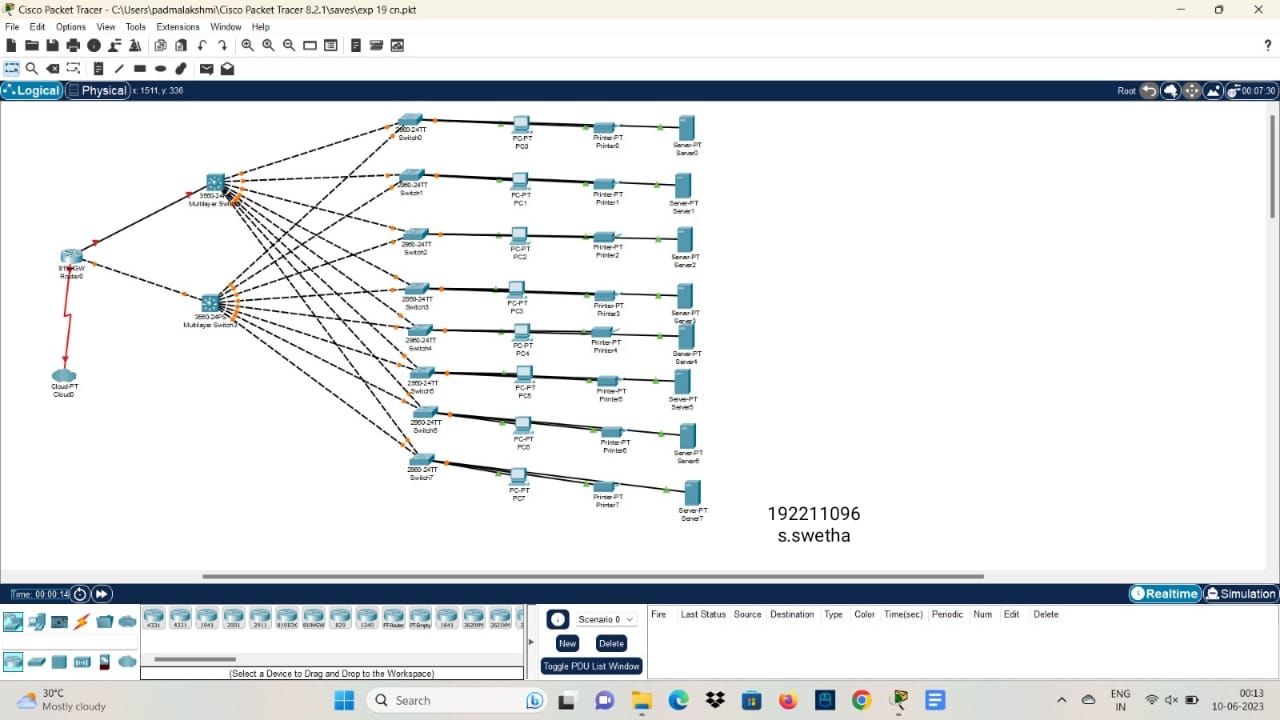 Cisco Packet Tracer - C:\Users\padmalakshmi\Cisco Packet Tracer 8.2.1\saves\exp 19 cn.pkt
File Edit Options View Tools Extensions Window Help
?
Logical Physical x: 1511, y: 336 Root 00:07:30
2960-24TT
Switch0
PC-PT
PC0
Printer-PT
Printer0
Server-PT
Server0
Multilayer
2960-24TT
Switch1
PC-PT
PC1
Printer-PT
Printer1
Server-PT
Server1
Router0
2960-24TT
Switch2
PC-PT
PC2
Printer-PT
Printer2
Server-PT
Server2
Multilayer
2960-24TT
Switch3
PC-PT
PC3
Printer-PT
Printer3
Server-PT
Server3
2960-24TT
Switch4
PC-PT
PC4
Printer-PT
Printer4
Server-PT
Server4
Cloud-PT
Cloud0
2960-24TT
Switch5
PC-PT
PC5
Printer-PT
Printer5
Server-PT
Server5
2960-24TT
Switch6
PC-PT
PC6
Printer-PT
Printer6
Server-PT
Server6
2960-24TT
Switch7
PC-PT
PC7
Printer-PT
Printer7
Server-PT
Server7
192211096
s.swetha
Time: 00:00:14 Realtime Simulation
4331 4321 1941 2901 2911 819IOX 819HGW 829 1240 PT-Router PT-Empty 1841 2620XM 2621XM
(Select a Device to Drag and Drop to the Workspace)
Scenario 0
New Delete
Toggle PDU List Window
Fire Last Status Source Destination Type Color Time(sec) Periodic Num Edit Delete
30°C
Mostly cloudy
Search
ENG
IN
00:13
10-06-2023